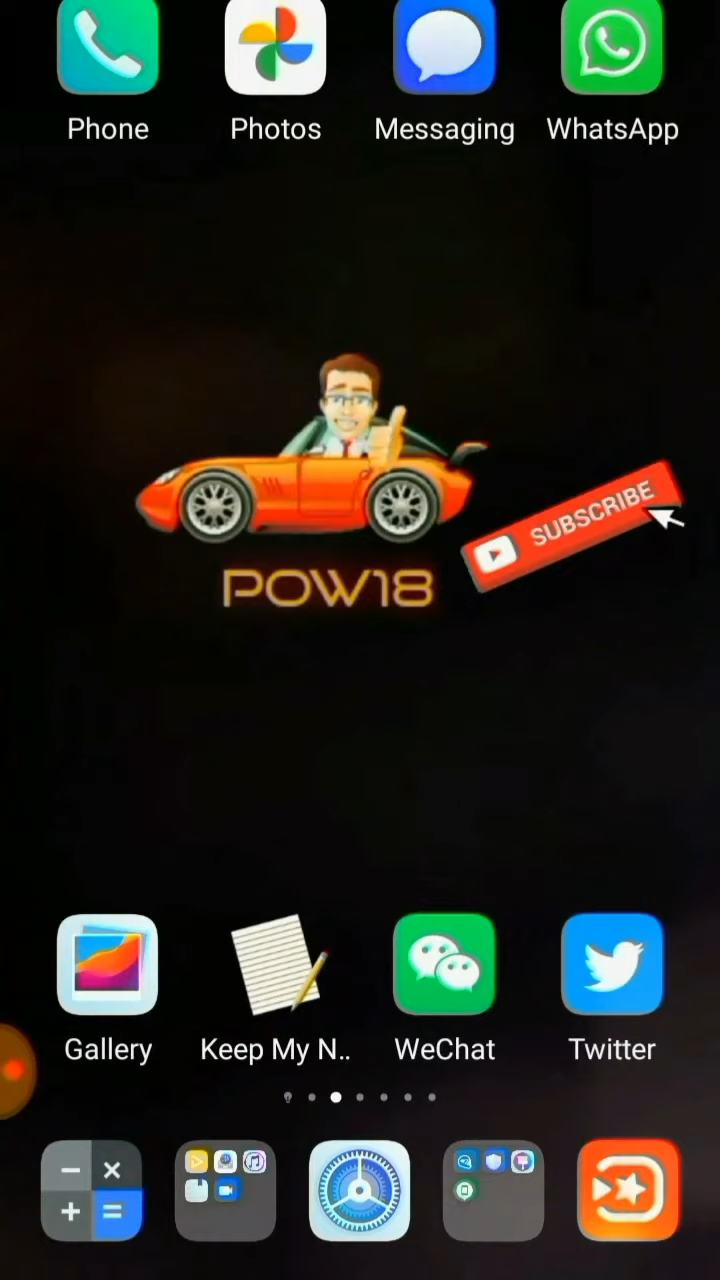 Phone Photos Messaging WhatsApp
SUBSCRIBE
POW18
Gallery Keep My N.. WeChat Twitter